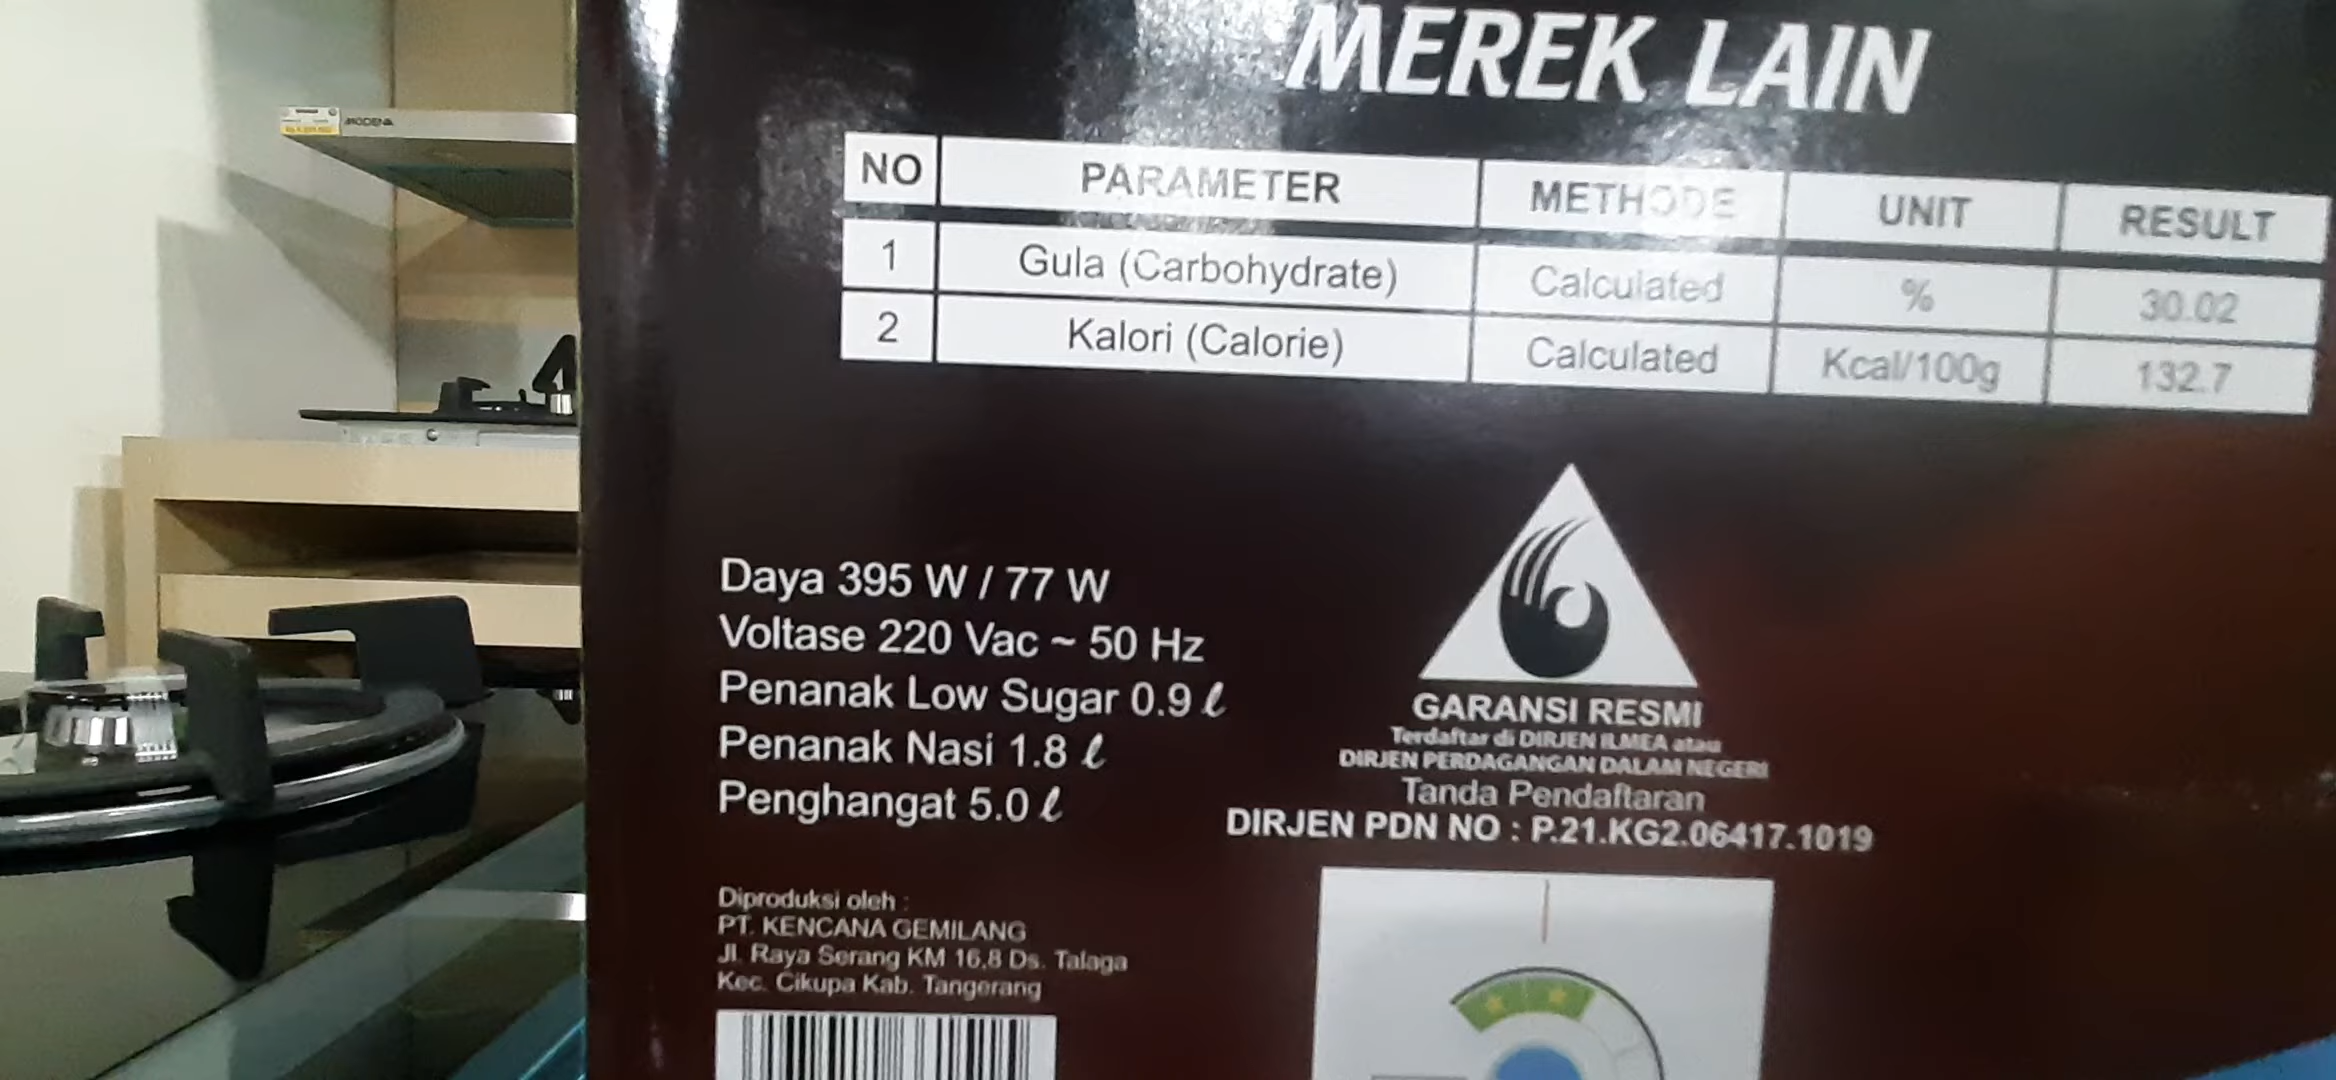 MODENA
MEREK LAIN
NO PARAMETER METHODE UNIT RESULT
1 Gula (Carbohydrate) Calculated % 30.02
2 Kalori (Calorie) Calculated Kcal/100g 132.7
Daya 395 W / 77 W
Voltase 220 Vac ~ 50 Hz
Penanak Low Sugar 0.9 ℓ
Penanak Nasi 1.8 ℓ
Penghangat 5.0 ℓ
GARANSI RESMI
Terdaftar di DIRJEN ILMEA atau
DIRJEN PERDAGANGAN DALAM NEGERI
Tanda Pendaftaran
DIRJEN PDN NO : P.21.KG2.06417.1019
Diproduksi oleh :
PT. KENCANA GEMILANG
Jl. Raya Serang KM 16,8 Ds. Talaga
Kec. Cikupa Kab. Tangerang